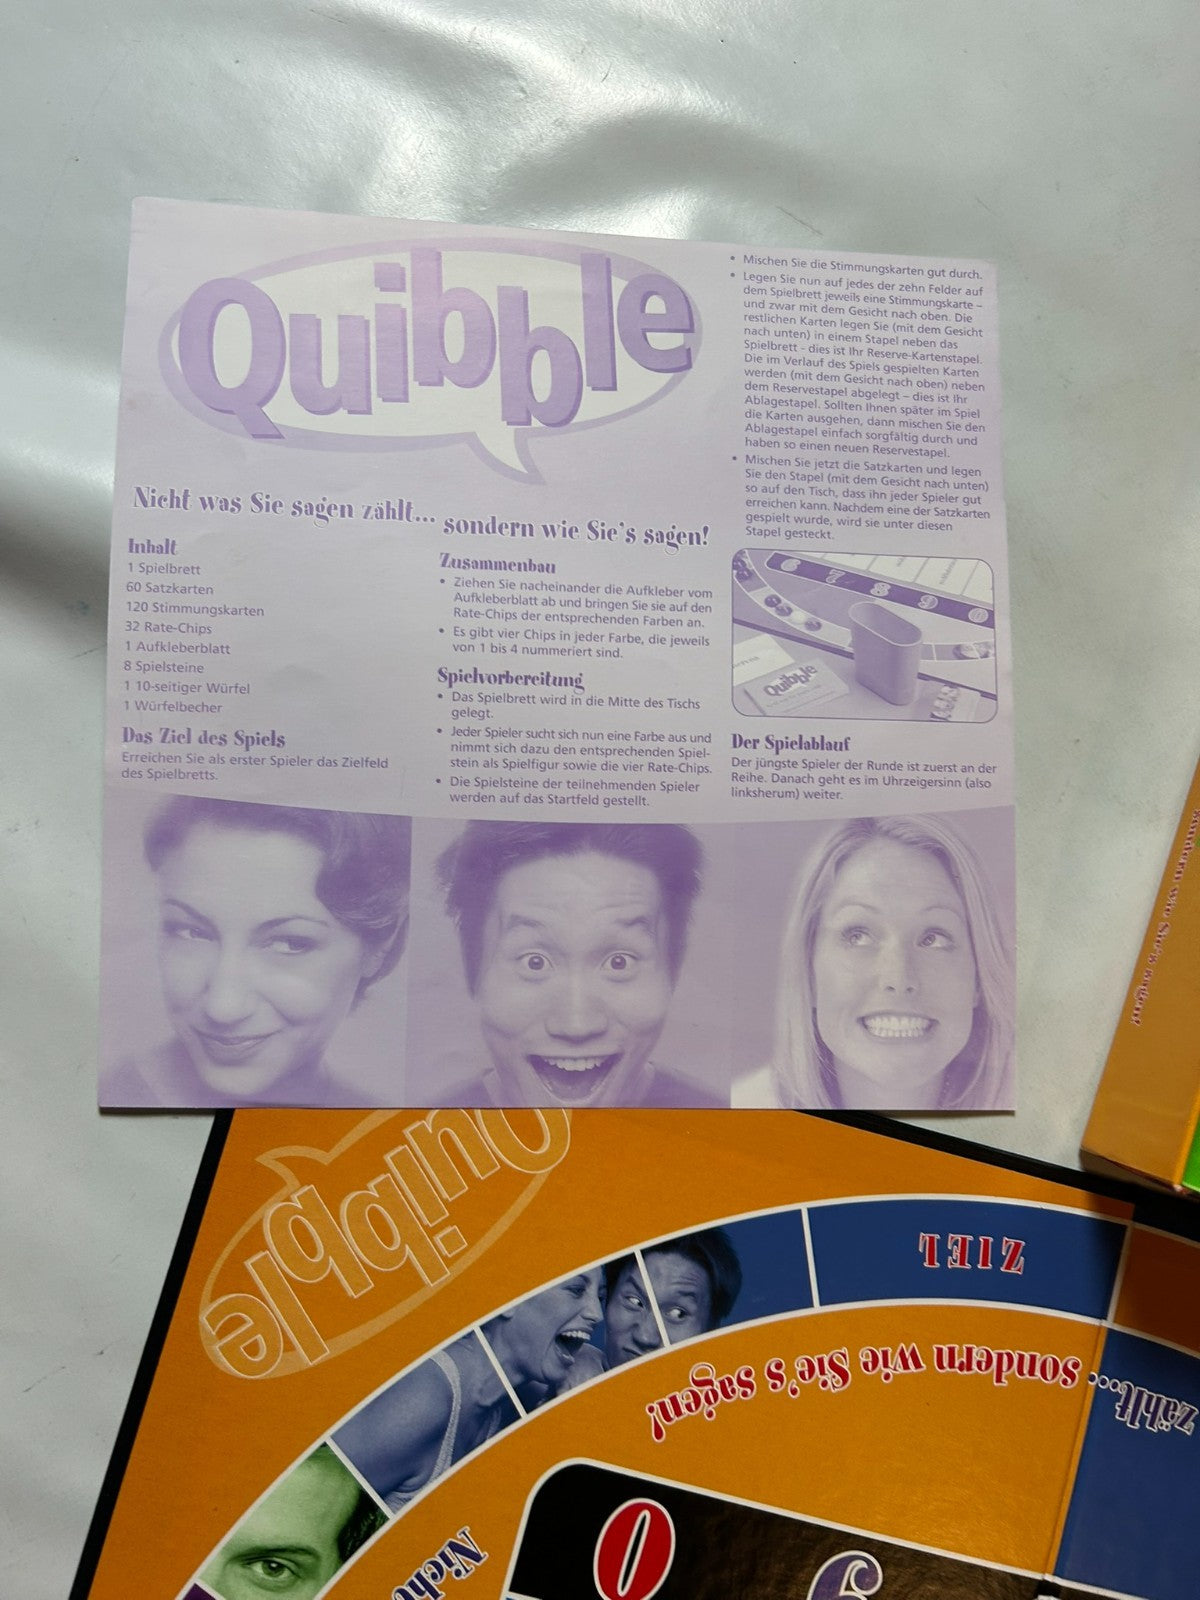 Quibble
Nicht was Sie sagen zählt... sondern wie Sie's sagen!
Inhalt
1 Spielbrett
60 Satzkarten
120 Stimmungskarten
32 Rate-Chips
1 Aufkleberblatt
8 Spielsteine
1 10-seitiger Würfel
1 Würfelbecher
Das Ziel des Spiels
Erreichen Sie als erster Spieler das Zielfeld
des Spielbretts.
Zusammenbau
• Ziehen Sie nacheinander die Aufkleber vom
Aufkleberblatt ab und bringen Sie sie auf den
Rate-Chips der entsprechenden Farben an.
• Es gibt vier Chips in jeder Farbe, die jeweils
von 1 bis 4 nummeriert sind.
Spielvorbereitung
• Das Spielbrett wird in die Mitte des Tischs
gelegt.
• Jeder Spieler sucht sich nun eine Farbe aus und
nimmt sich dazu den entsprechenden Spiel-
stein als Spielfigur sowie die vier Rate-Chips.
• Die Spielsteine der teilnehmenden Spieler
werden auf das Startfeld gestellt.
• Mischen Sie die Stimmungskarten gut durch.
• Legen Sie nun auf jedes der zehn Felder auf
dem Spielbrett jeweils eine Stimmungskarte –
und zwar mit dem Gesicht nach oben. Die
restlichen Karten legen Sie (mit dem Gesicht
nach unten) in einem Stapel neben das
Spielbrett - dies ist Ihr Reserve-Kartenstapel.
Die im Verlauf des Spiels gespielten Karten
werden (mit dem Gesicht nach oben) neben
dem Reservestapel abgelegt – dies ist Ihr
Ablagestapel. Sollten Ihnen später im Spiel
die Karten ausgehen, dann mischen Sie den
Ablagestapel einfach sorgfältig durch und
haben so einen neuen Reservestapel.
• Mischen Sie jetzt die Satzkarten und legen
Sie den Stapel (mit dem Gesicht nach unten)
so auf den Tisch, dass ihn jeder Spieler gut
erreichen kann. Nachdem eine der Satzkarten
gespielt wurde, wird sie unter diesen
Stapel gesteckt.
6 7 8 9 0
Quibble
Der Spielablauf
Der jüngste Spieler der Runde ist zuerst an der
Reihe. Danach geht es im Uhrzeigersinn (also
linksherum) weiter.
sondern wie Sie's sagen!
Quibble
ZIEL
zählt... sondern wie Sie's sagen!
Nicht
0
9